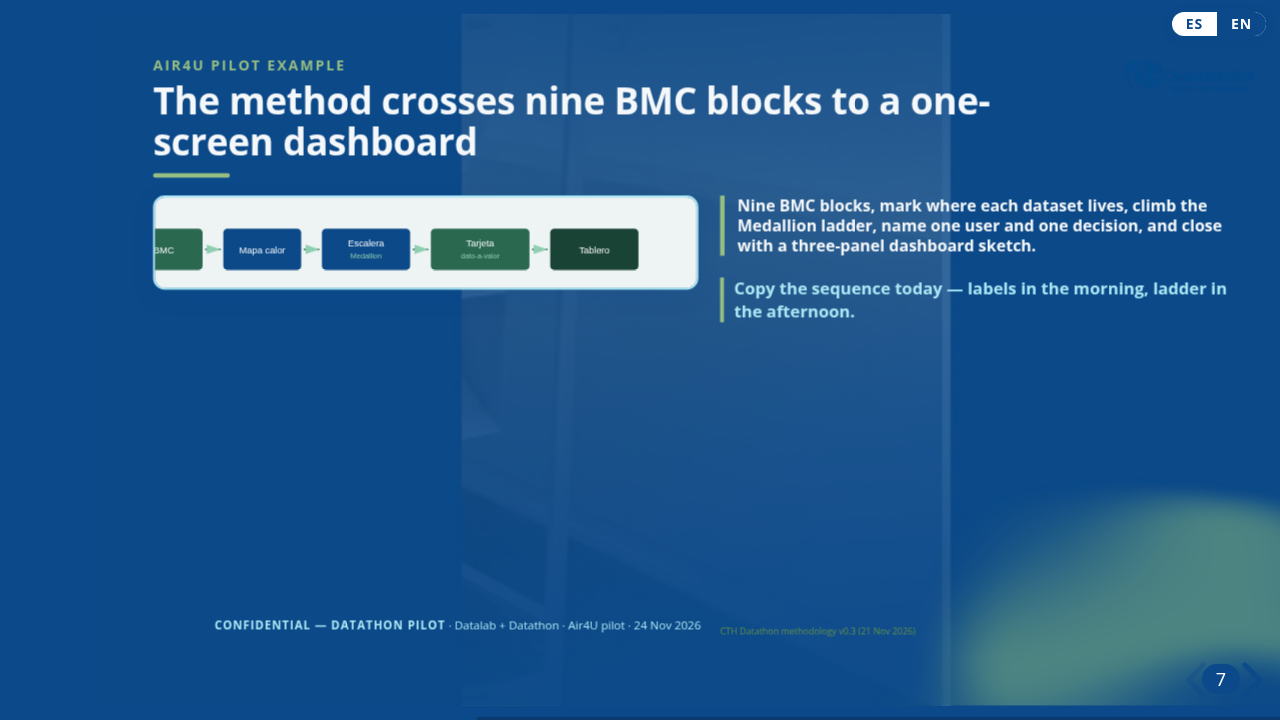 ES EN
AIR4U PILOT EXAMPLE
The method crosses nine BMC blocks to a one-
screen dashboard
BMC
Mapa calor
Escalera
Medallion
Tarjeta
dato-a-valor
Tablero
Nine BMC blocks, mark where each dataset lives, climb the
Medallion ladder, name one user and one decision, and close
with a three-panel dashboard sketch.
Copy the sequence today — labels in the morning, ladder in
the afternoon.
CONFIDENTIAL — DATATHON PILOT · Datalab + Datathon · Air4U pilot · 24 Nov 2026
CTH Datathon methodology v0.3 (21 Nov 2026)
7